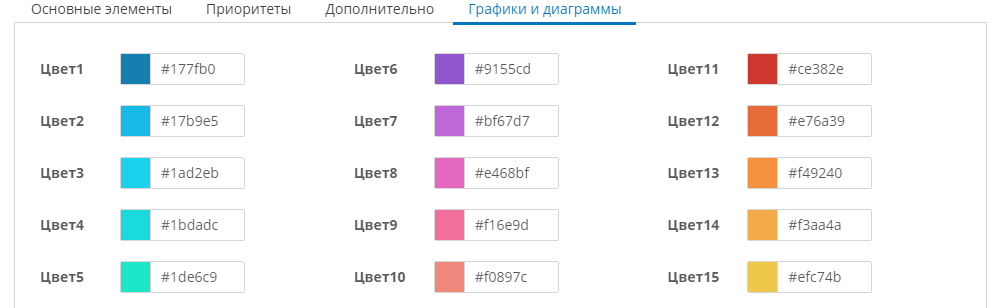 Основные элементы Приоритеты Дополнительно Графики и диаграммы
Цвет1 #177fb0 Цвет6 #9155cd Цвет11 #ce382e
Цвет2 #17b9e5 Цвет7 #bf67d7 Цвет12 #e76a39
Цвет3 #1ad2eb Цвет8 #e468bf Цвет13 #f49240
Цвет4 #1bdadc Цвет9 #f16e9d Цвет14 #f3aa4a
Цвет5 #1de6c9 Цвет10 #f0897c Цвет15 #efc74b